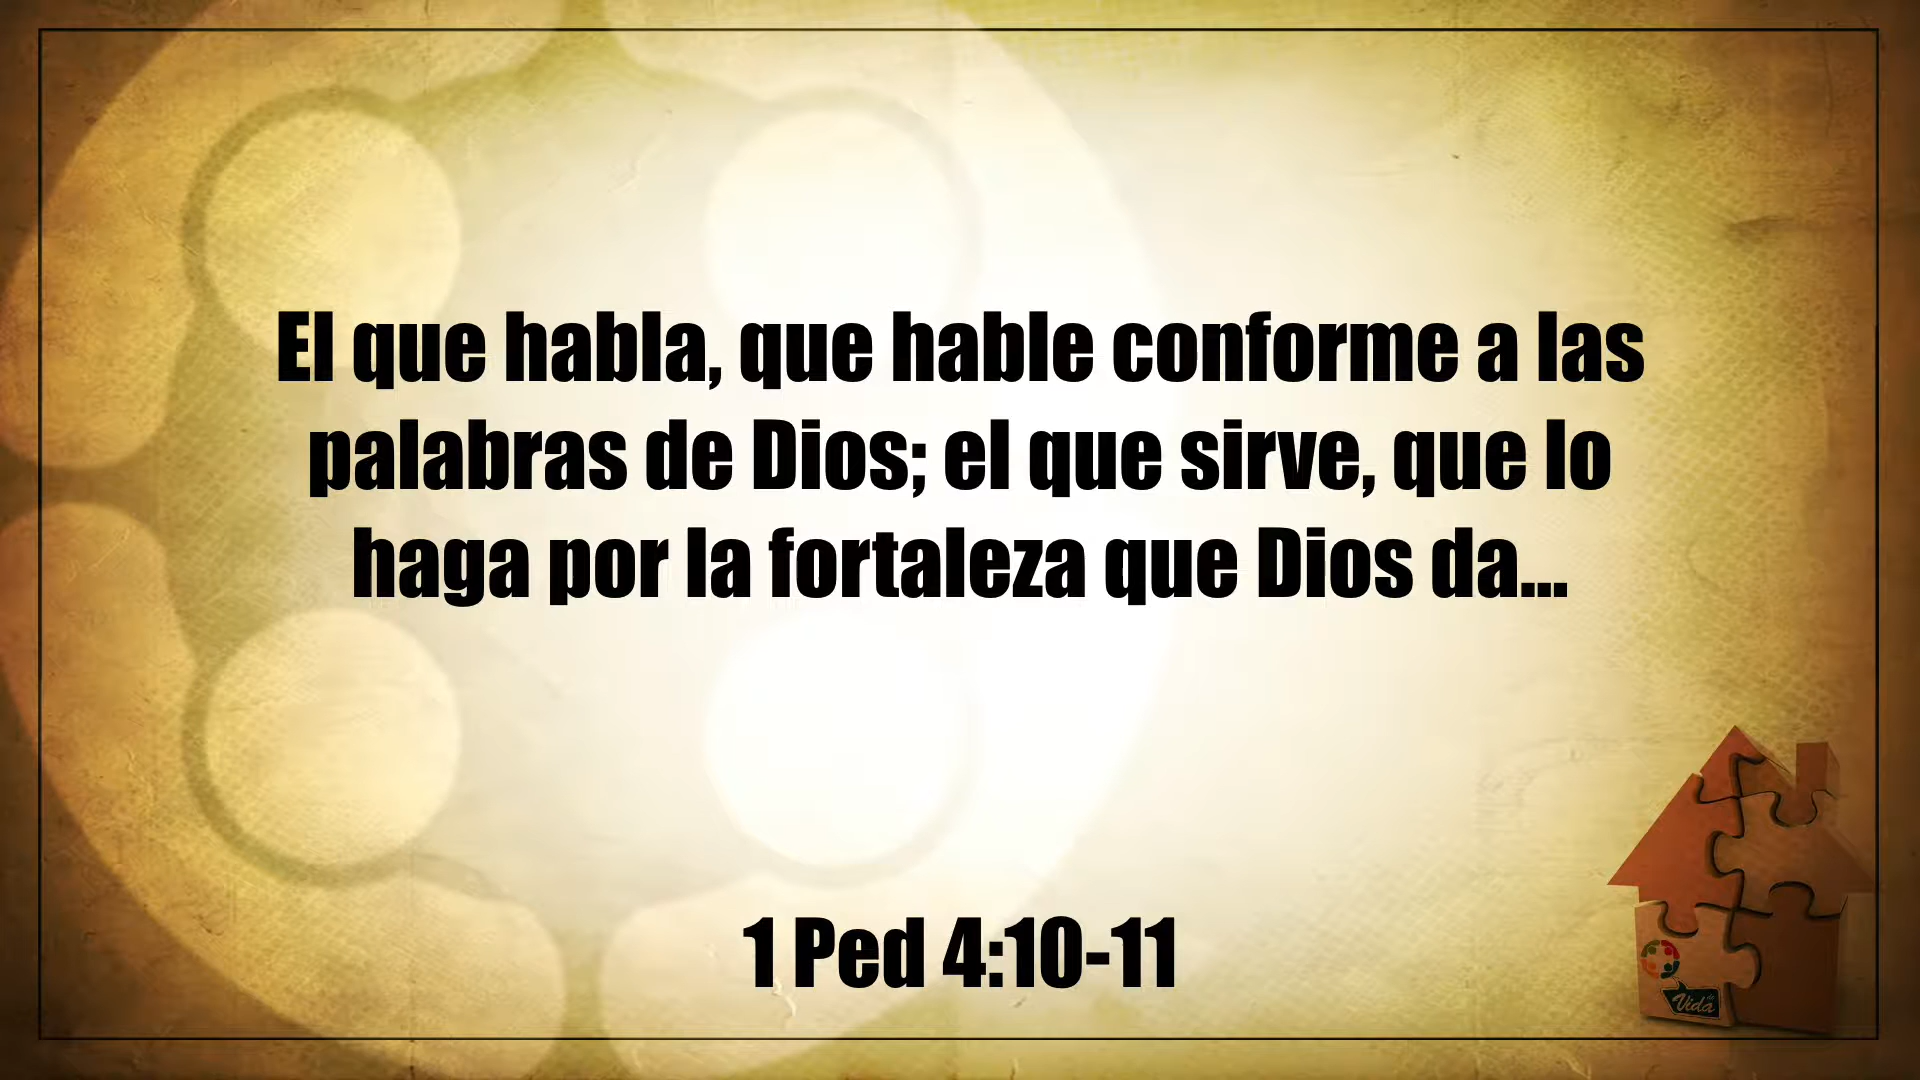 El que habla, que hable conforme a las
palabras de Dios; el que sirve, que lo
haga por la fortaleza que Dios da...
1 Ped 4:10-11
Vida